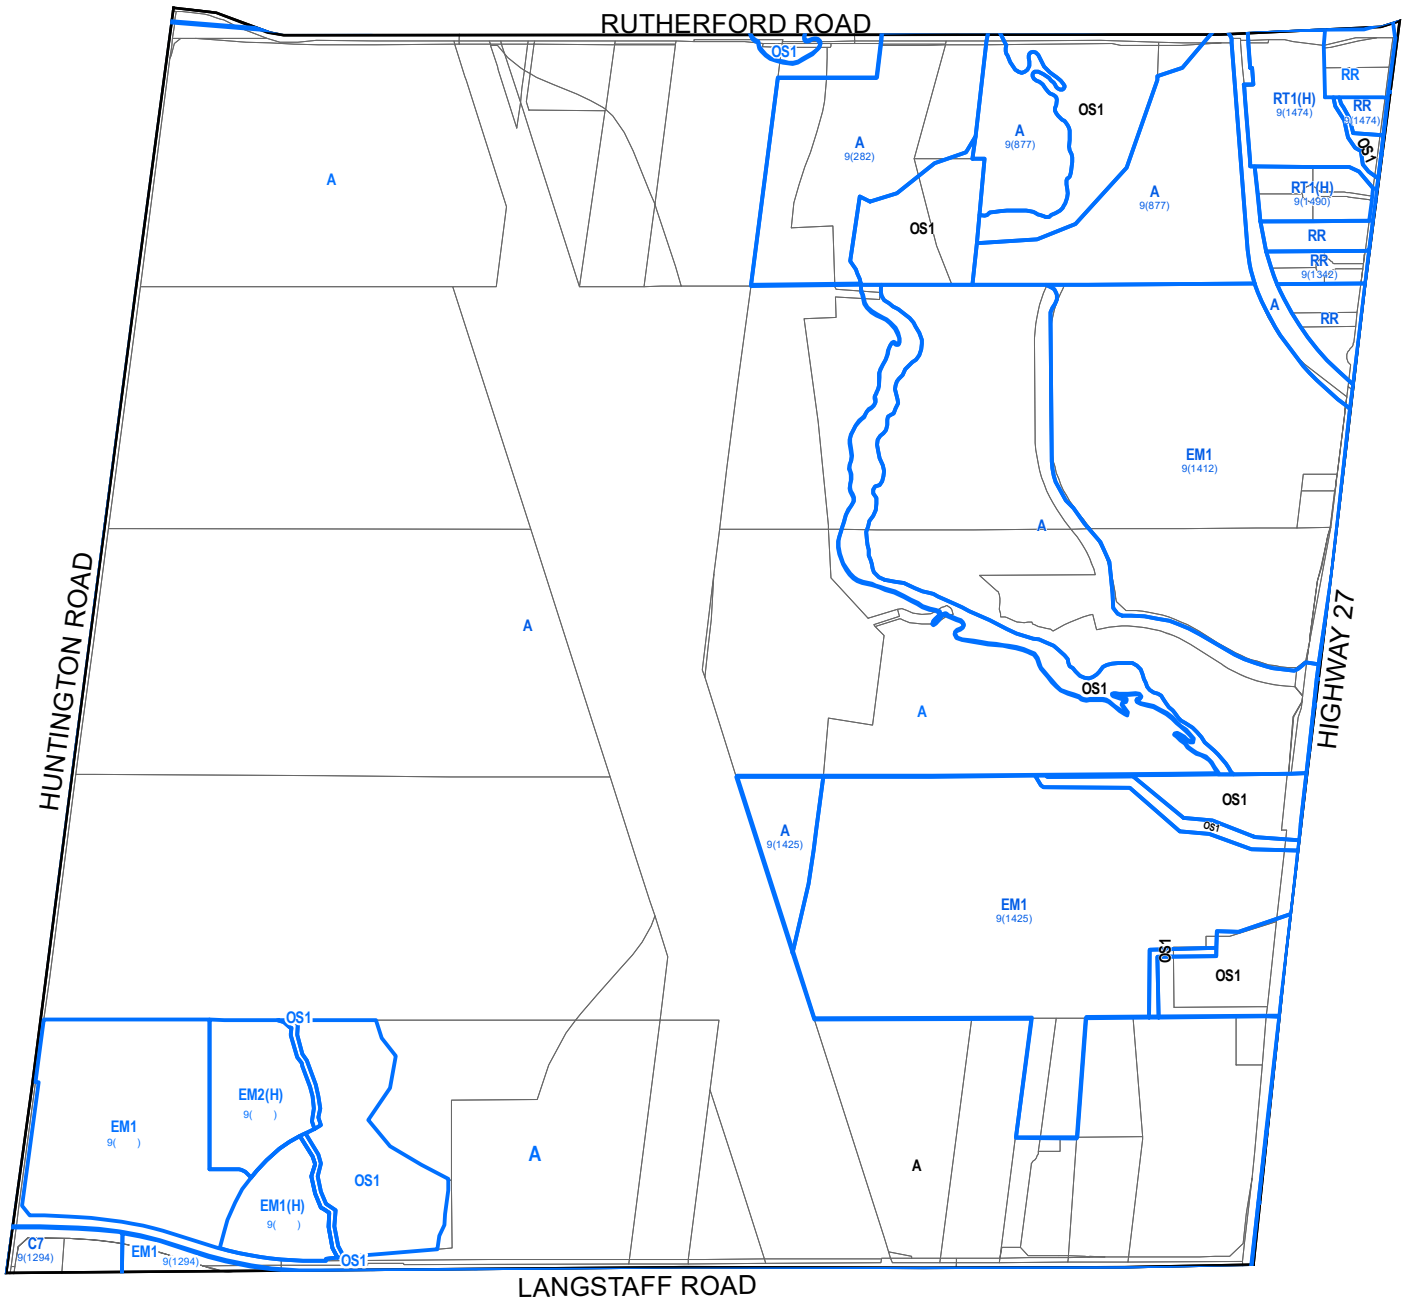 RUTHERFORD ROAD
OS1
RR
RT1(H)
9(1474)
RR
9(1474)
OS1
OS1
A
9(877)
A
9(282)
A
A
9(877)
RT1(H)
9(1490)
OS1
RR
RR
9(1342)
A
RR
EM1
9(1412)
A
HUNTINGTON ROAD
HIGHWAY 27
A
OS1
A
OS1
OS1
A
9(1425)
EM1
9(1425)
OS1
OS1
OS1
EM2(H)
9( )
EM1
9( )
A
A
OS1
EM1(H)
9( )
C7
9(1294)
EM1
9(1294)
OS1
LANGSTAFF ROAD